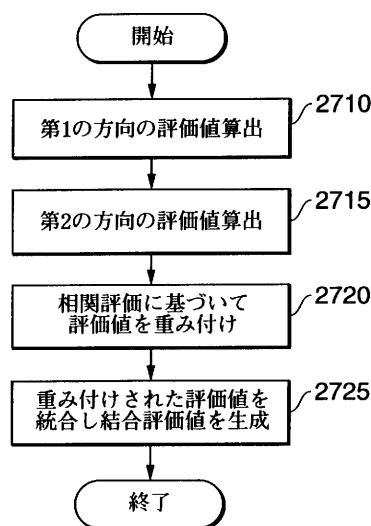 開始
第1の方向の評価値算出
2710
第2の方向の評価値算出
2715
相関評価に基づいて
評価値を重み付け
2720
重み付けされた評価値を
統合し結合評価値を生成
2725
終了